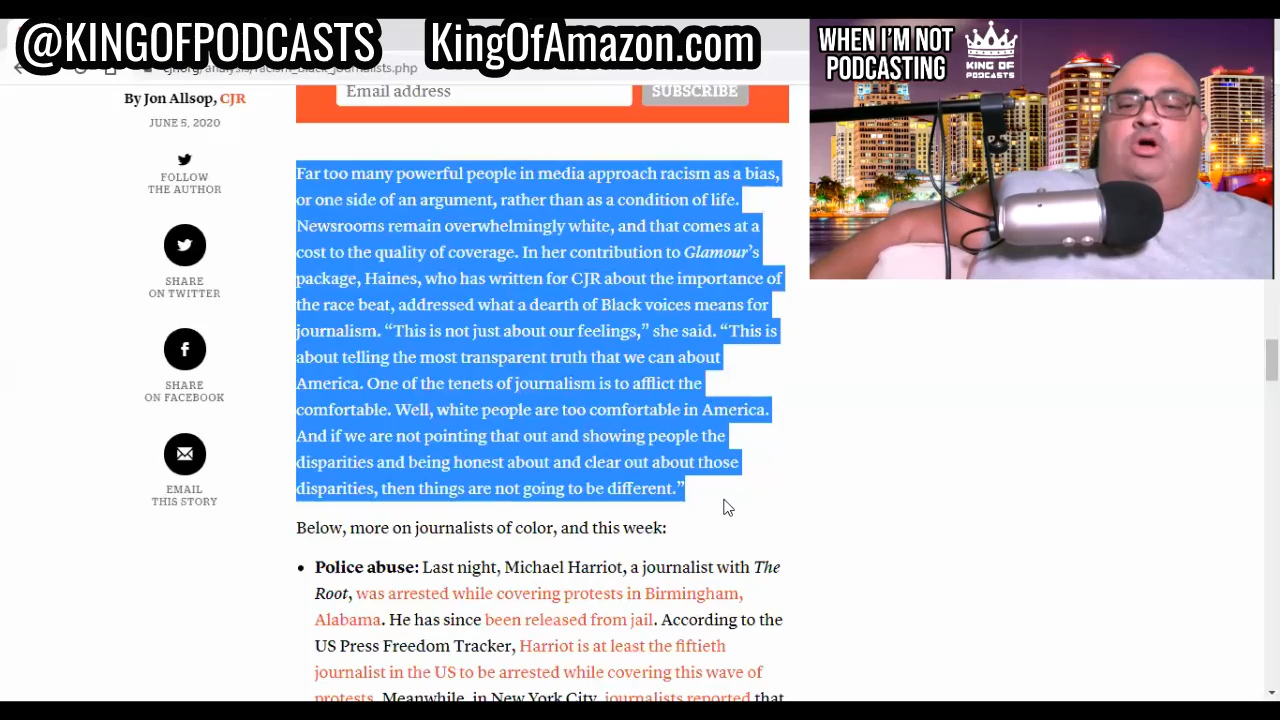 @KINGOFPODCASTS
KingOfAmazon.com
WHEN I'M NOT
PODCASTING
KING OF
PODCASTS
By Jon Allsop, CJR
JUNE 5, 2020
FOLLOW
THE AUTHOR
SHARE
ON TWITTER
SHARE
ON FACEBOOK
EMAIL
THIS STORY
Email address
SUBSCRIBE
Far too many powerful people in media approach racism as a bias,
or one side of an argument, rather than as a condition of life.
Newsrooms remain overwhelmingly white, and that comes at a
cost to the quality of coverage. In her contribution to Glamour's
package, Haines, who has written for CJR about the importance of
the race beat, addressed what a dearth of Black voices means for
journalism. “This is not just about our feelings,” she said. “This is
about telling the most transparent truth that we can about
America. One of the tenets of journalism is to afflict the
comfortable. Well, white people are too comfortable in America.
And if we are not pointing that out and showing people the
disparities and being honest about and clear out about those
disparities, then things are not going to be different.”
Below, more on journalists of color, and this week:
• Police abuse: Last night, Michael Harriot, a journalist with The
Root, was arrested while covering protests in Birmingham,
Alabama. He has since been released from jail. According to the
US Press Freedom Tracker, Harriot is at least the fiftieth
journalist in the US to be arrested while covering this wave of
protests. Meanwhile, in New York City, journalists reported that